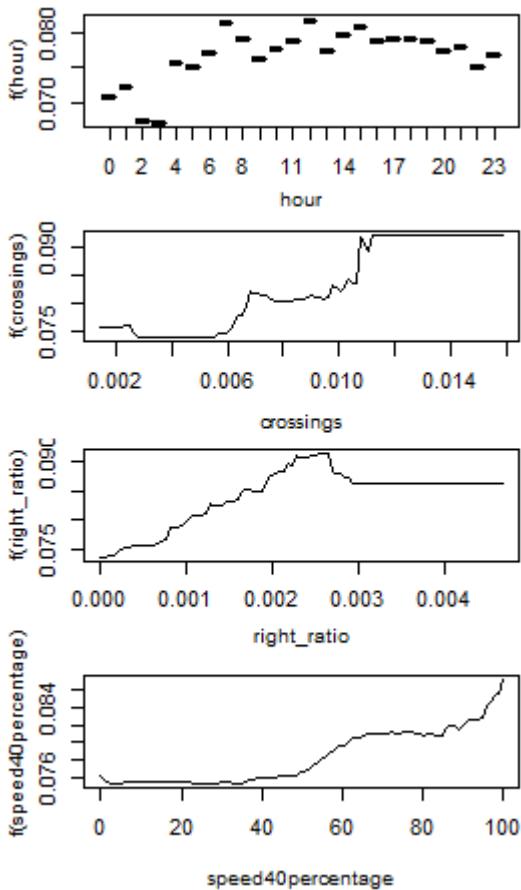 f(hour)
0.070 0.080
0 2 4 6 8 11 14 17 20 23
hour
f(crossings)
0.075 0.090
0.002 0.006 0.010 0.014
crossings
f(right_ratio)
0.075 0.090
0.000 0.001 0.002 0.003 0.004
right_ratio
f(speed40percentage)
0.076 0.084
0 20 40 60 80 100
speed40percentage